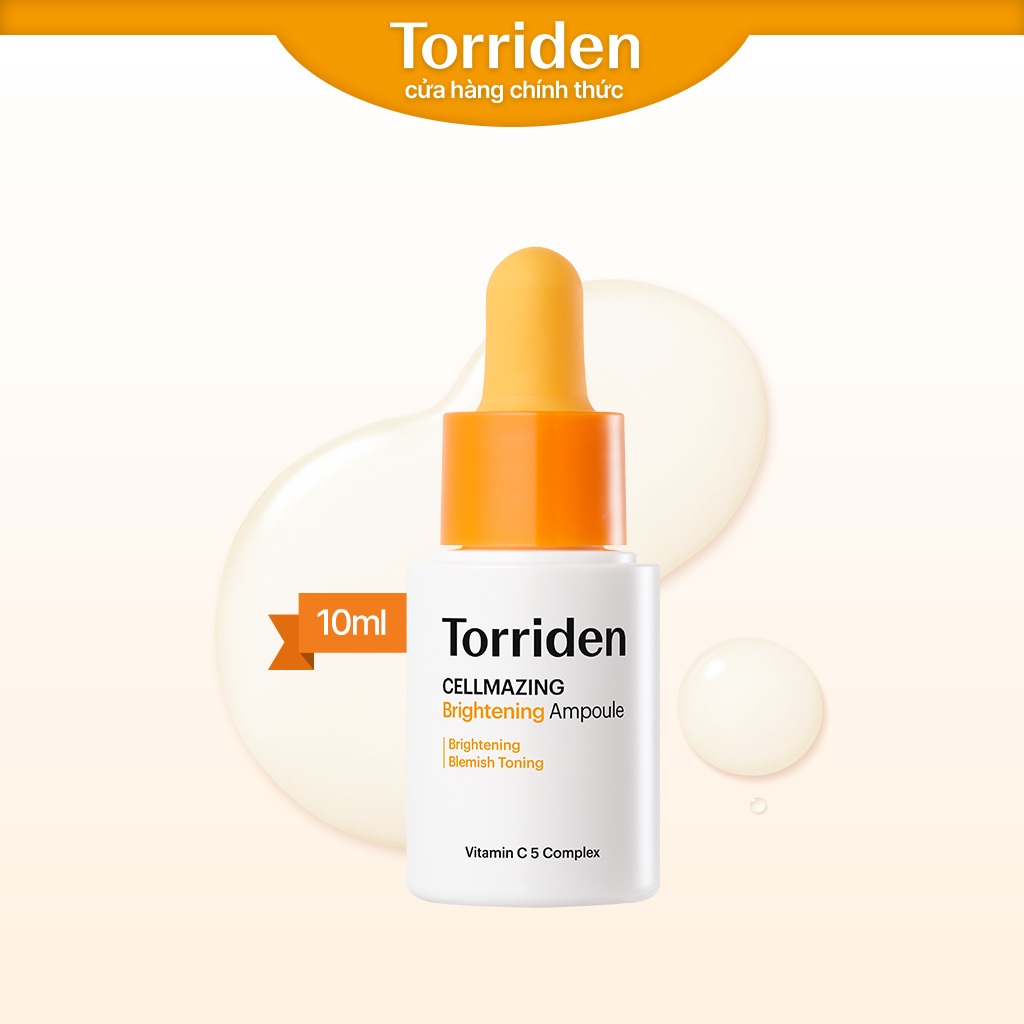 Torriden
cửa hàng chính thức
10ml
Torriden
CELLMAZING
Brightening Ampoule
Brightening
Blemish Toning
Vitamin C 5 Complex